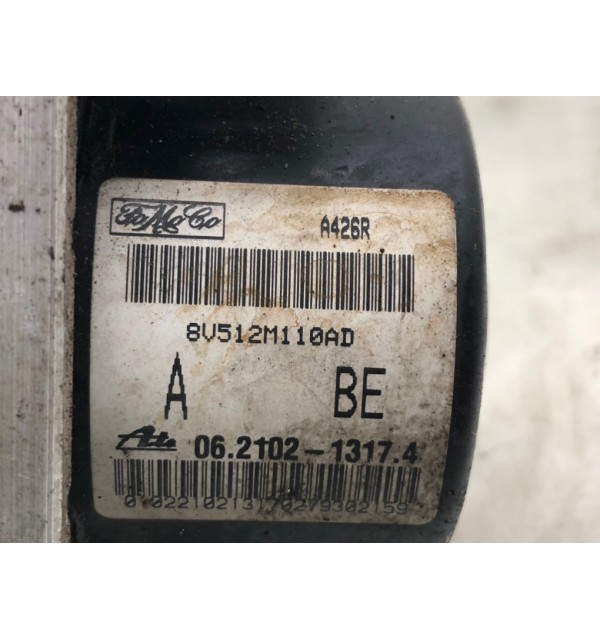 FoMoCo A426R
8V512M110AD
A BE
Ate 06.2102-1317.4